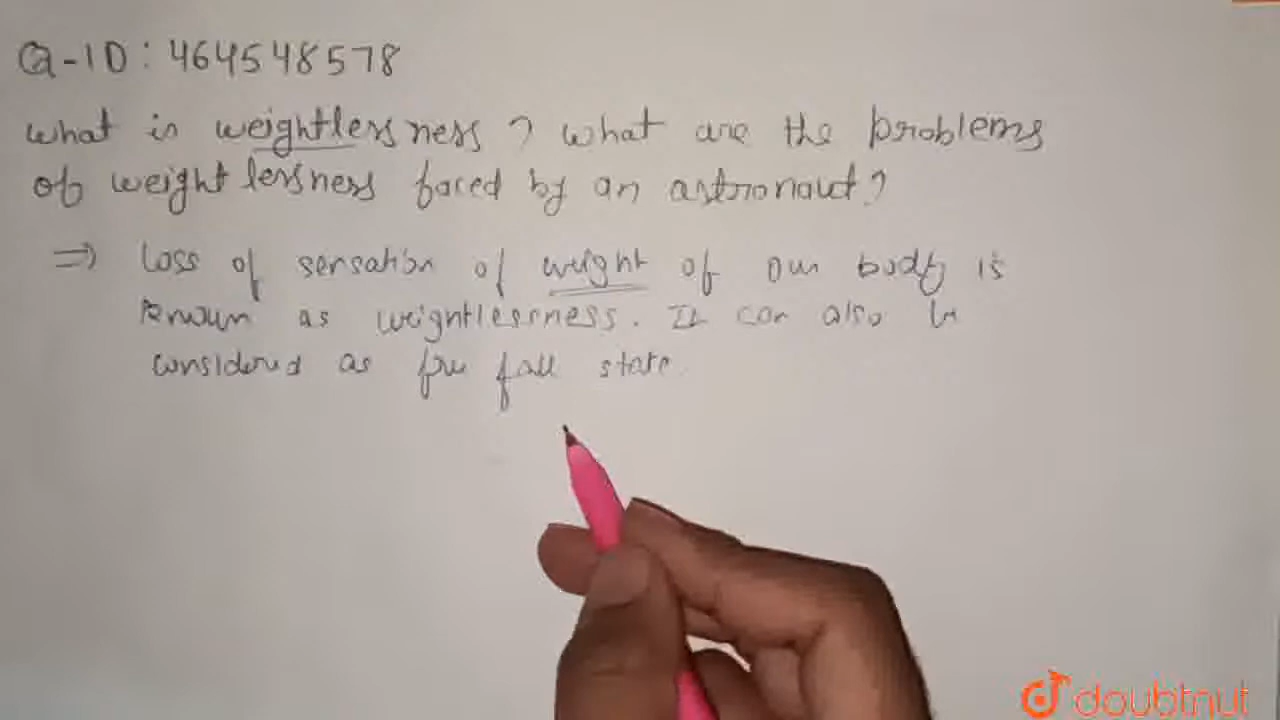 Q-ID: 464548578
What is weightlessness? What are the problems
of weightlessness faced by an astronaut?
⇒ Loss of sensation of weight of our body is
known as weightlessness. It can also be
considered as free fall state.
doubtnut